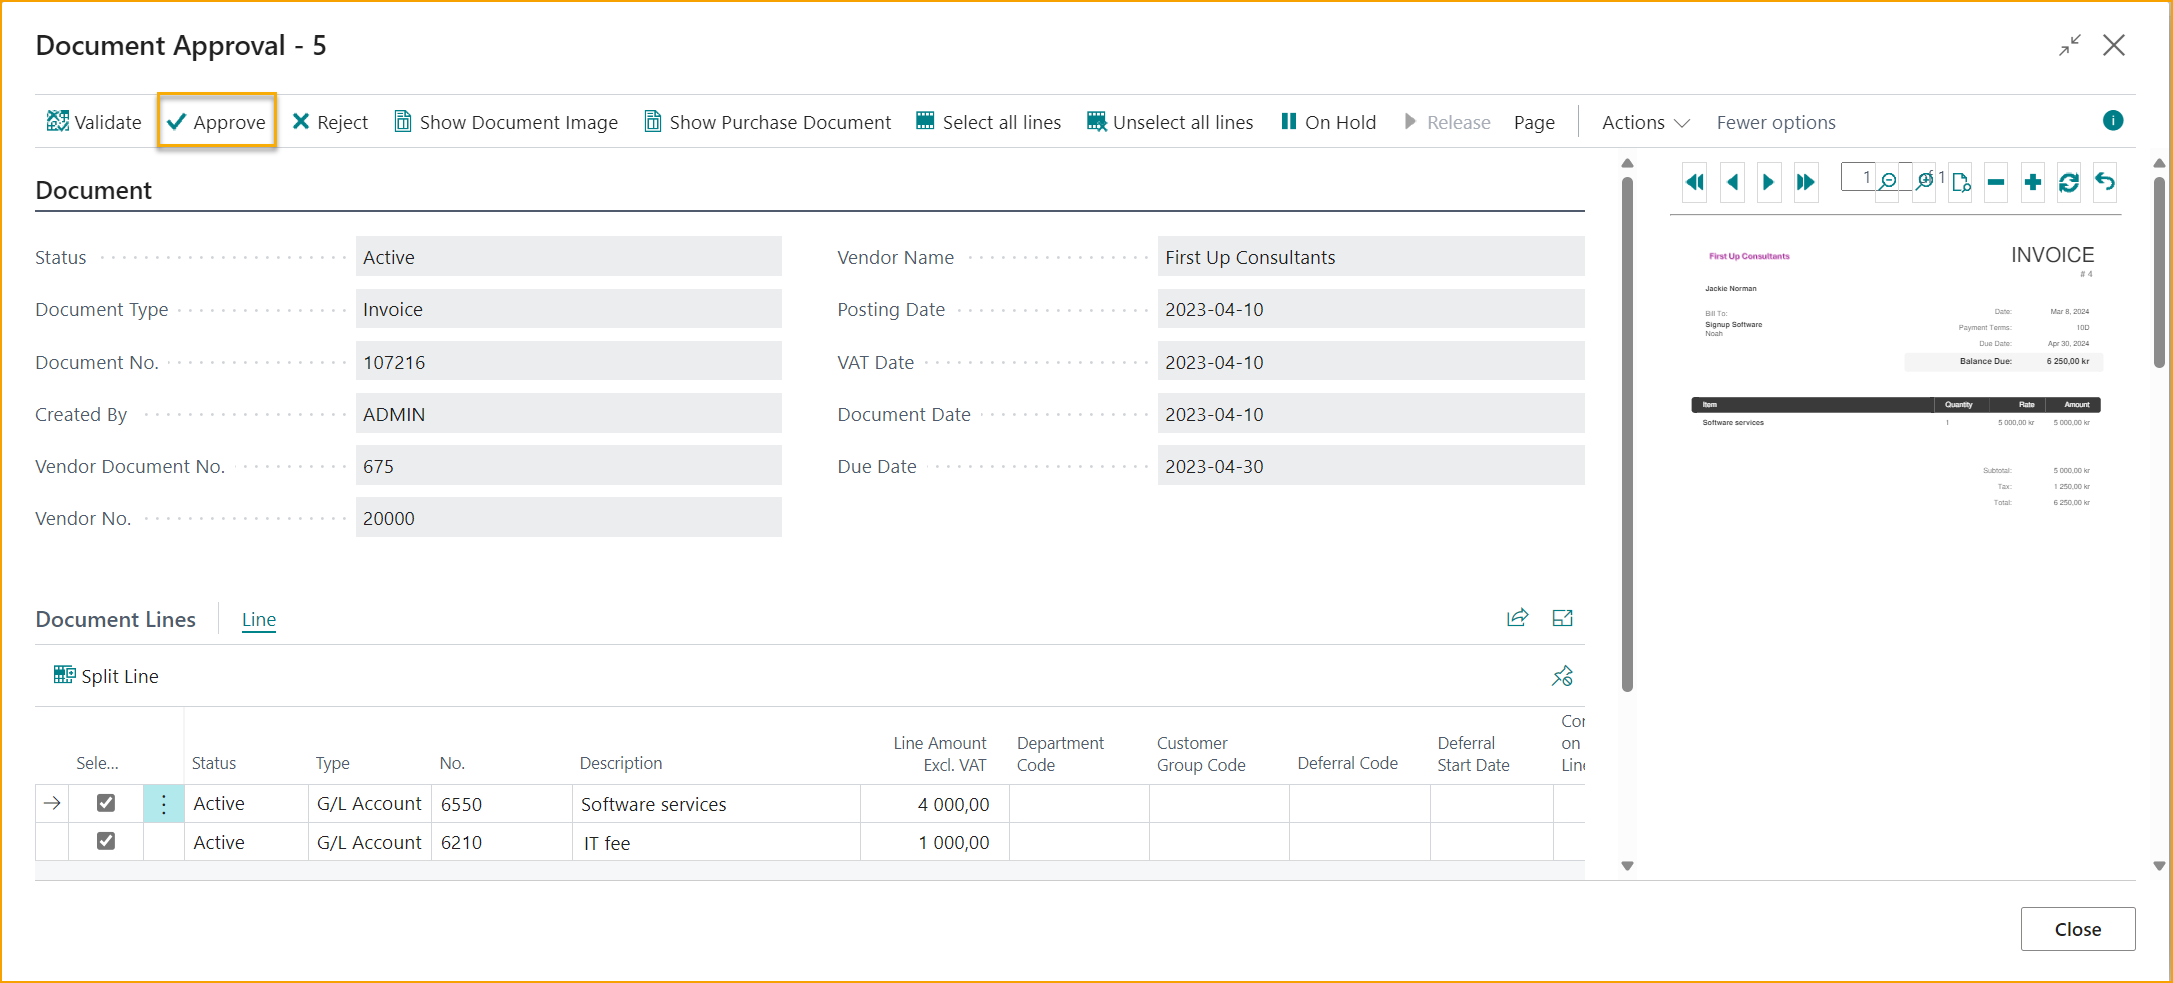 Document Approval - 5
Validate Approve Reject Show Document Image Show Purchase Document Select all lines Unselect all lines On Hold Release Page Actions Fewer options
Document
Status Active
Document Type Invoice
Document No. 107216
Created By ADMIN
Vendor Document No. 675
Vendor No. 20000
Vendor Name First Up Consultants
Posting Date 2023-04-10
VAT Date 2023-04-10
Document Date 2023-04-10
Due Date 2023-04-30
Document Lines Line
Split Line
Sele... Status Type No. Description Line Amount Excl. VAT Department Code Customer Group Code Deferral Code Deferral Start Date Cor on Line
Active G/L Account 6550 Software services 4 000,00
Active G/L Account 6210 IT fee 1 000,00
1 of 1
First Up Consultants INVOICE
# 4
Jackie Norman
Bill To:
Signup Software
Noah
Date: Mar 8, 2024
Payment Terms: 10D
Due Date: Apr 30, 2024
Balance Due: 6 250,00 kr
Item Quantity Rate Amount
Software services 1 5 000,00 kr 5 000,00 kr
Subtotal: 5 000,00 kr
Tax: 1 250,00 kr
Total: 6 250,00 kr
Close